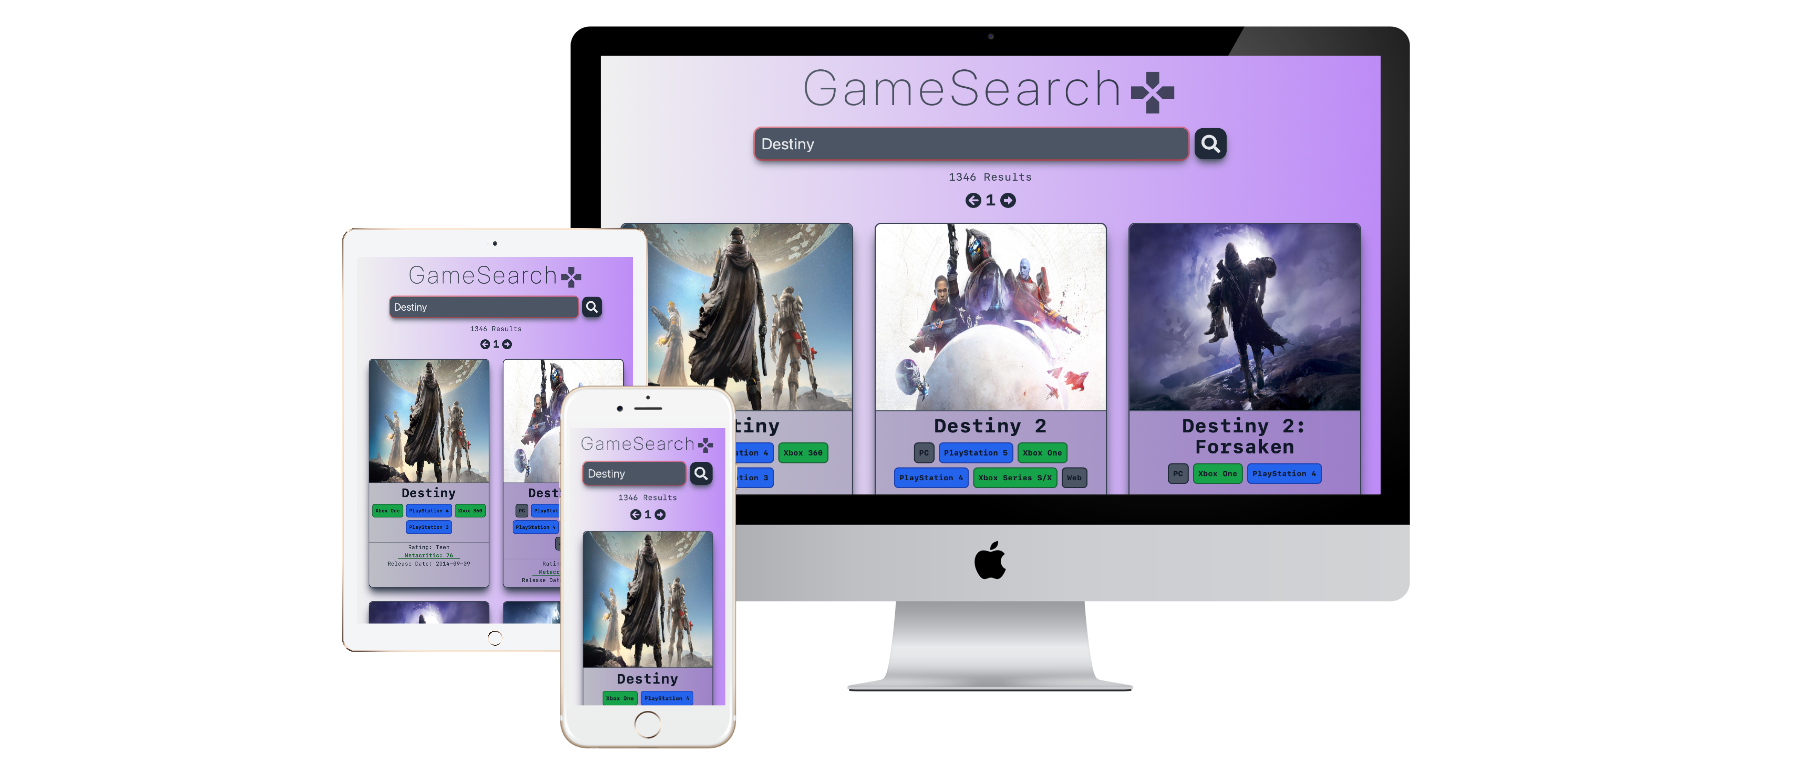 GameSearch
Destiny
1346 Results
1
tiny
Destiny 2
Destiny 2:
Forsaken
ation 4
Xbox 360
ation 3
PC
PlayStation 5
Xbox One
PlayStation 4
Xbox Series S/X
Web
PC
Xbox One
PlayStation 4
GameSearch
Destiny
1346 Results
1
Destiny
Xbox One
PlayStation 4
Xbox 360
PlayStation 3
Rating: Teen
Metacritic: 76
Release Date: 2014-09-09
Dest
PC
PlayStat
PlayStation 4
Ratin
Metacr
Release Dat
GameSearch
Destiny
1346 Results
1
Destiny
Xbox One
PlayStation 4